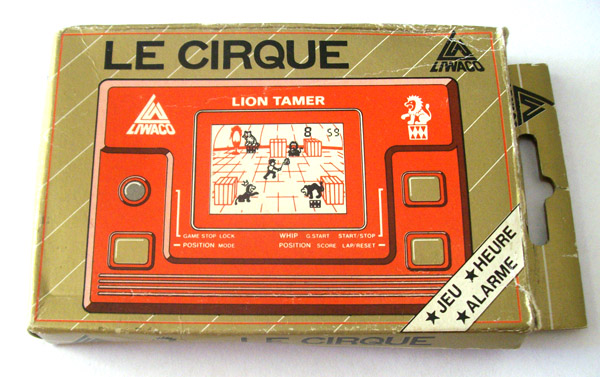 LE CIRQUE
LIWACO
LION TAMER
LIWACO
8 59
GAME STOP LOCK WHIP G.START START/STOP
POSITION MODE POSITION SCORE LAP/RESET
★JEU ★HEURE
★ALARME
LE CIRQUE